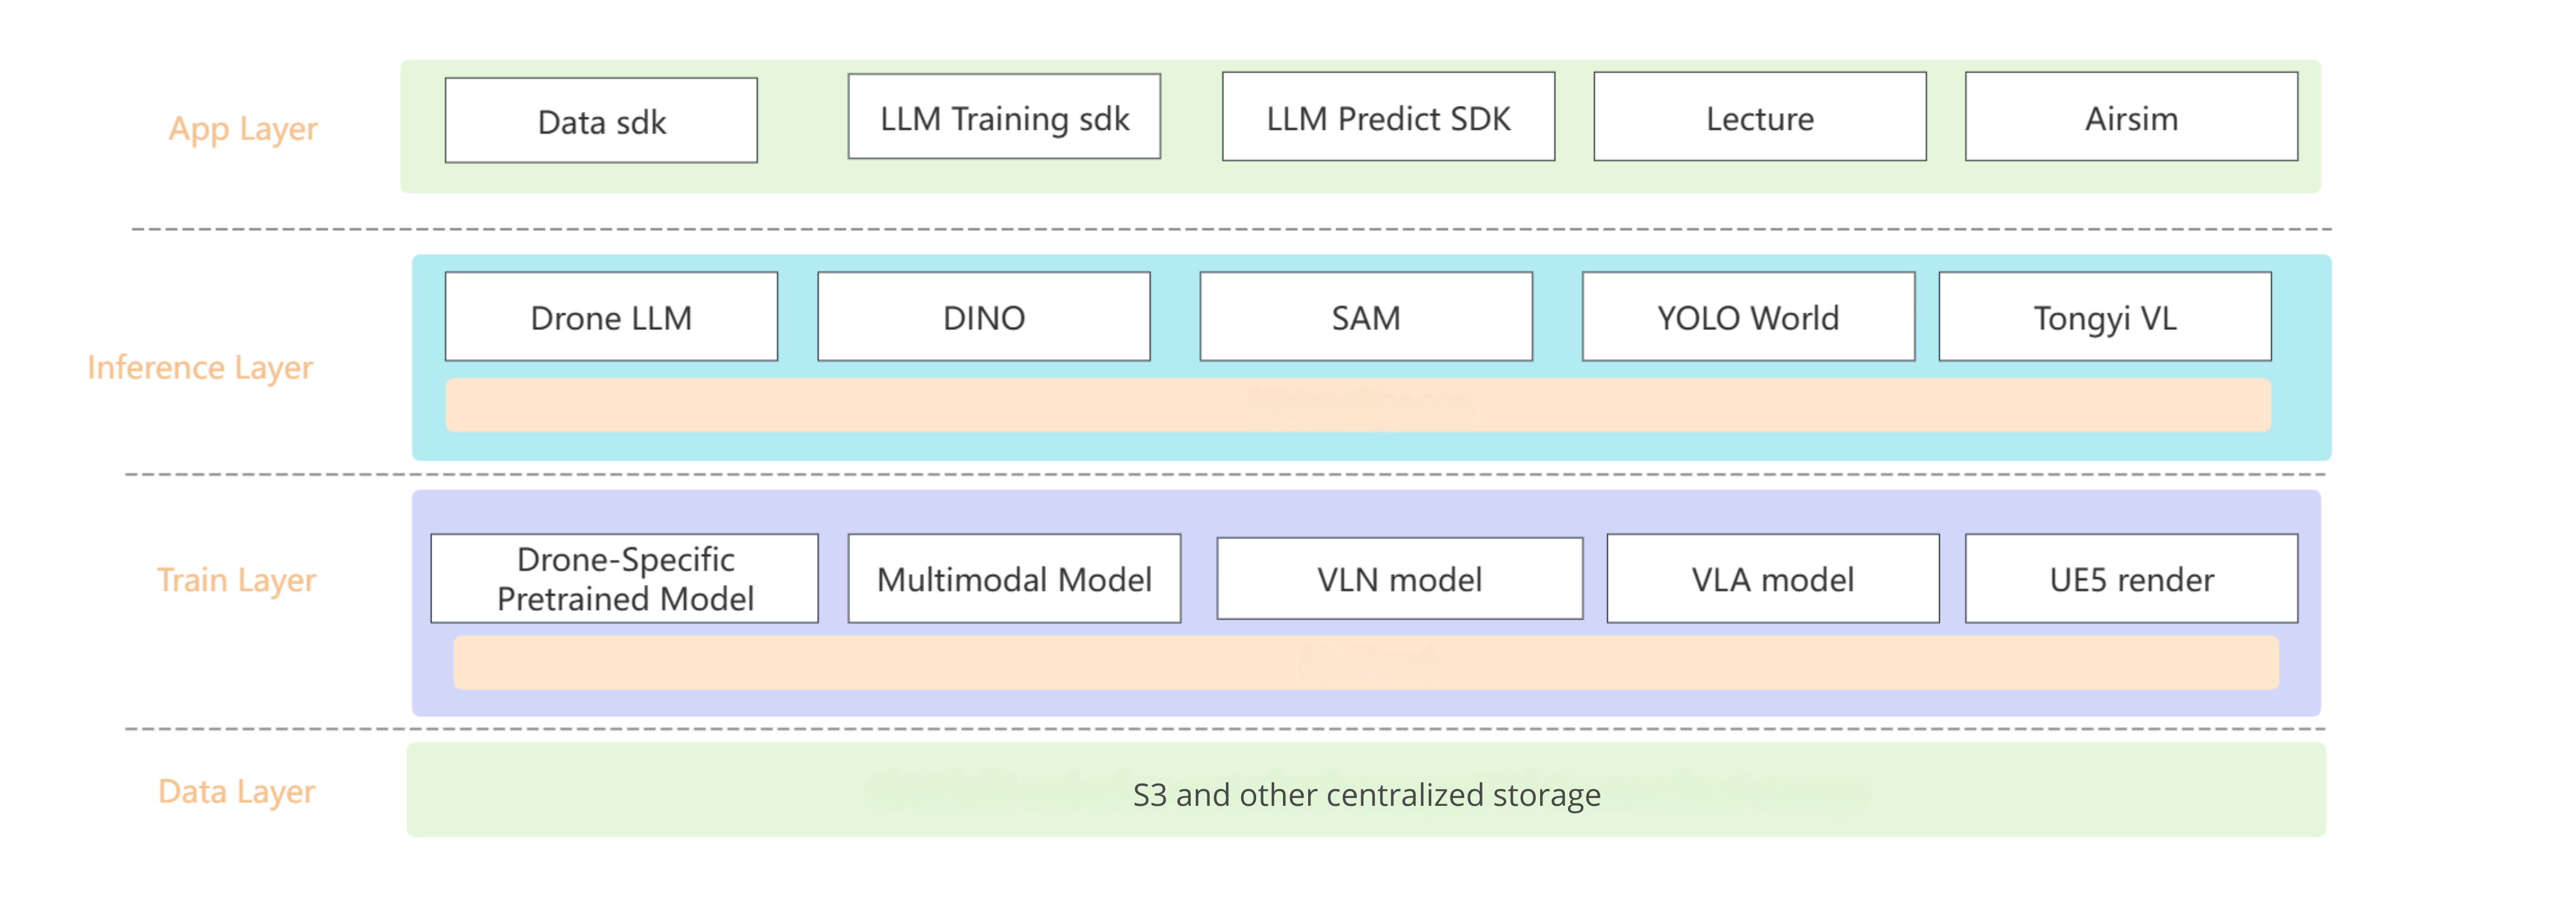 App Layer
Data sdk
LLM Training sdk
LLM Predict SDK
Lecture
Airsim
Inference Layer
Drone LLM
DINO
SAM
YOLO World
Tongyi VL
Train Layer
Drone-Specific
Pretrained Model
Multimodal Model
VLN model
VLA model
UE5 render
Data Layer
S3 and other centralized storage